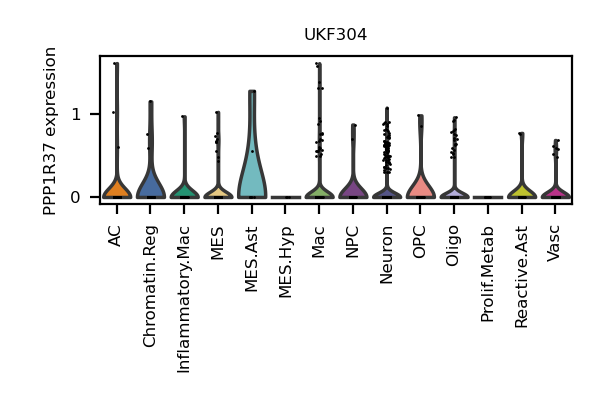 UKF304
PPP1R37 expression
1
0
AC
Chromatin.Reg
Inflammatory.Mac
MES
MES.Ast
MES.Hyp
Mac
NPC
Neuron
OPC
Oligo
Prolif.Metab
Reactive.Ast
Vasc